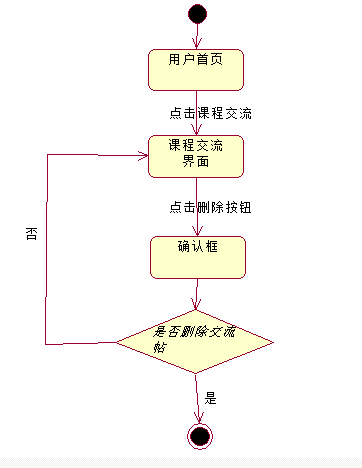 用户首页
点击课程交流
课程交流
界面
点击删除按钮
否
确认框
是否删除交流
帖
是